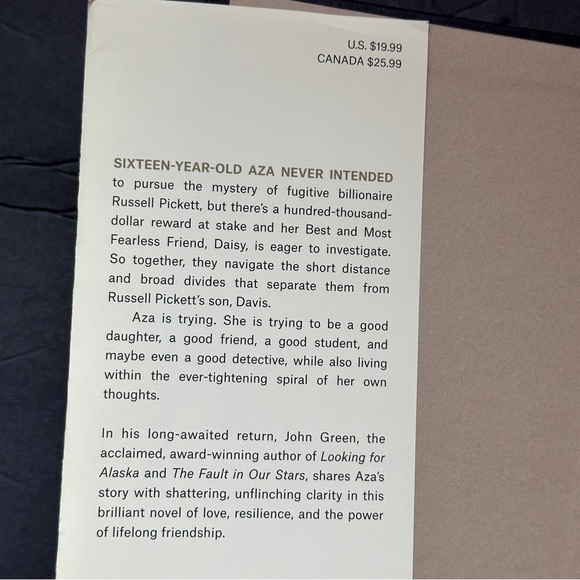 U.S. $19.99
CANADA $25.99
SIXTEEN-YEAR-OLD AZA NEVER INTENDED
to pursue the mystery of fugitive billionaire
Russell Pickett, but there's a hundred-thousand-
dollar reward at stake and her Best and Most
Fearless Friend, Daisy, is eager to investigate.
So together, they navigate the short distance
and broad divides that separate them from
Russell Pickett's son, Davis.
Aza is trying. She is trying to be a good
daughter, a good friend, a good student, and
maybe even a good detective, while also living
within the ever-tightening spiral of her own
thoughts.
In his long-awaited return, John Green, the
acclaimed, award-winning author of Looking for
Alaska and The Fault in Our Stars, shares Aza's
story with shattering, unflinching clarity in this
brilliant novel of love, resilience, and the power
of lifelong friendship.